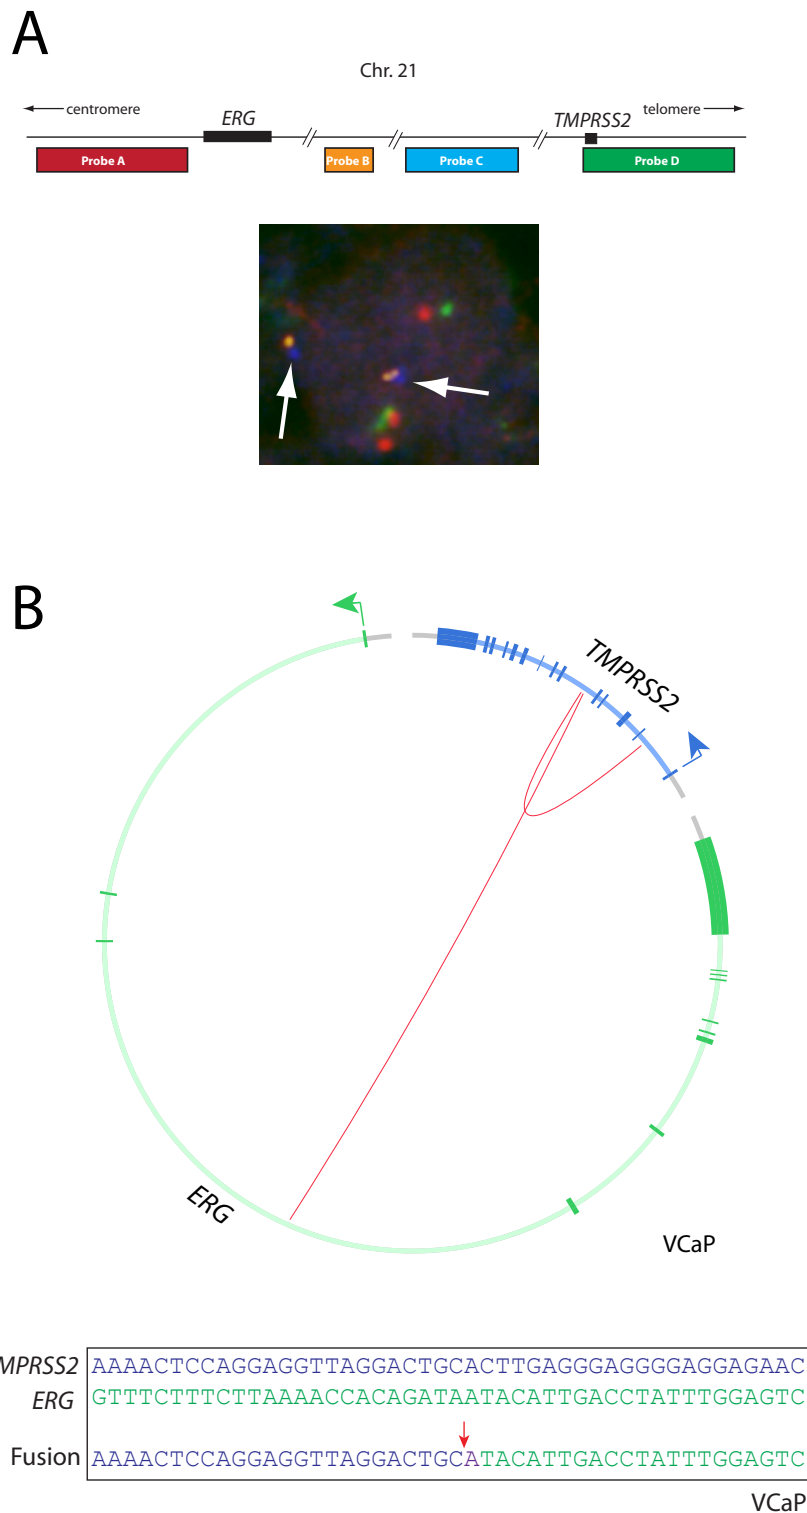 A
Chr. 21
centromere
ERG
TMPRSS2
telomere
Probe A
Probe B
Probe C
Probe D
B
TMPRSS2
ERG
VCaP
MPRSS2 AAAACTCCAGGAGGTTAGGACTGCACTTGAGGGAGGGGAGGAGAAC
ERG GTTTCTTTCTTAAAACCACAGATAATACATTGACCTATTTGGAGTC
Fusion AAAACTCCAGGAGGTTAGGACTGCATACATTGACCTATTTGGAGTC
VCaP